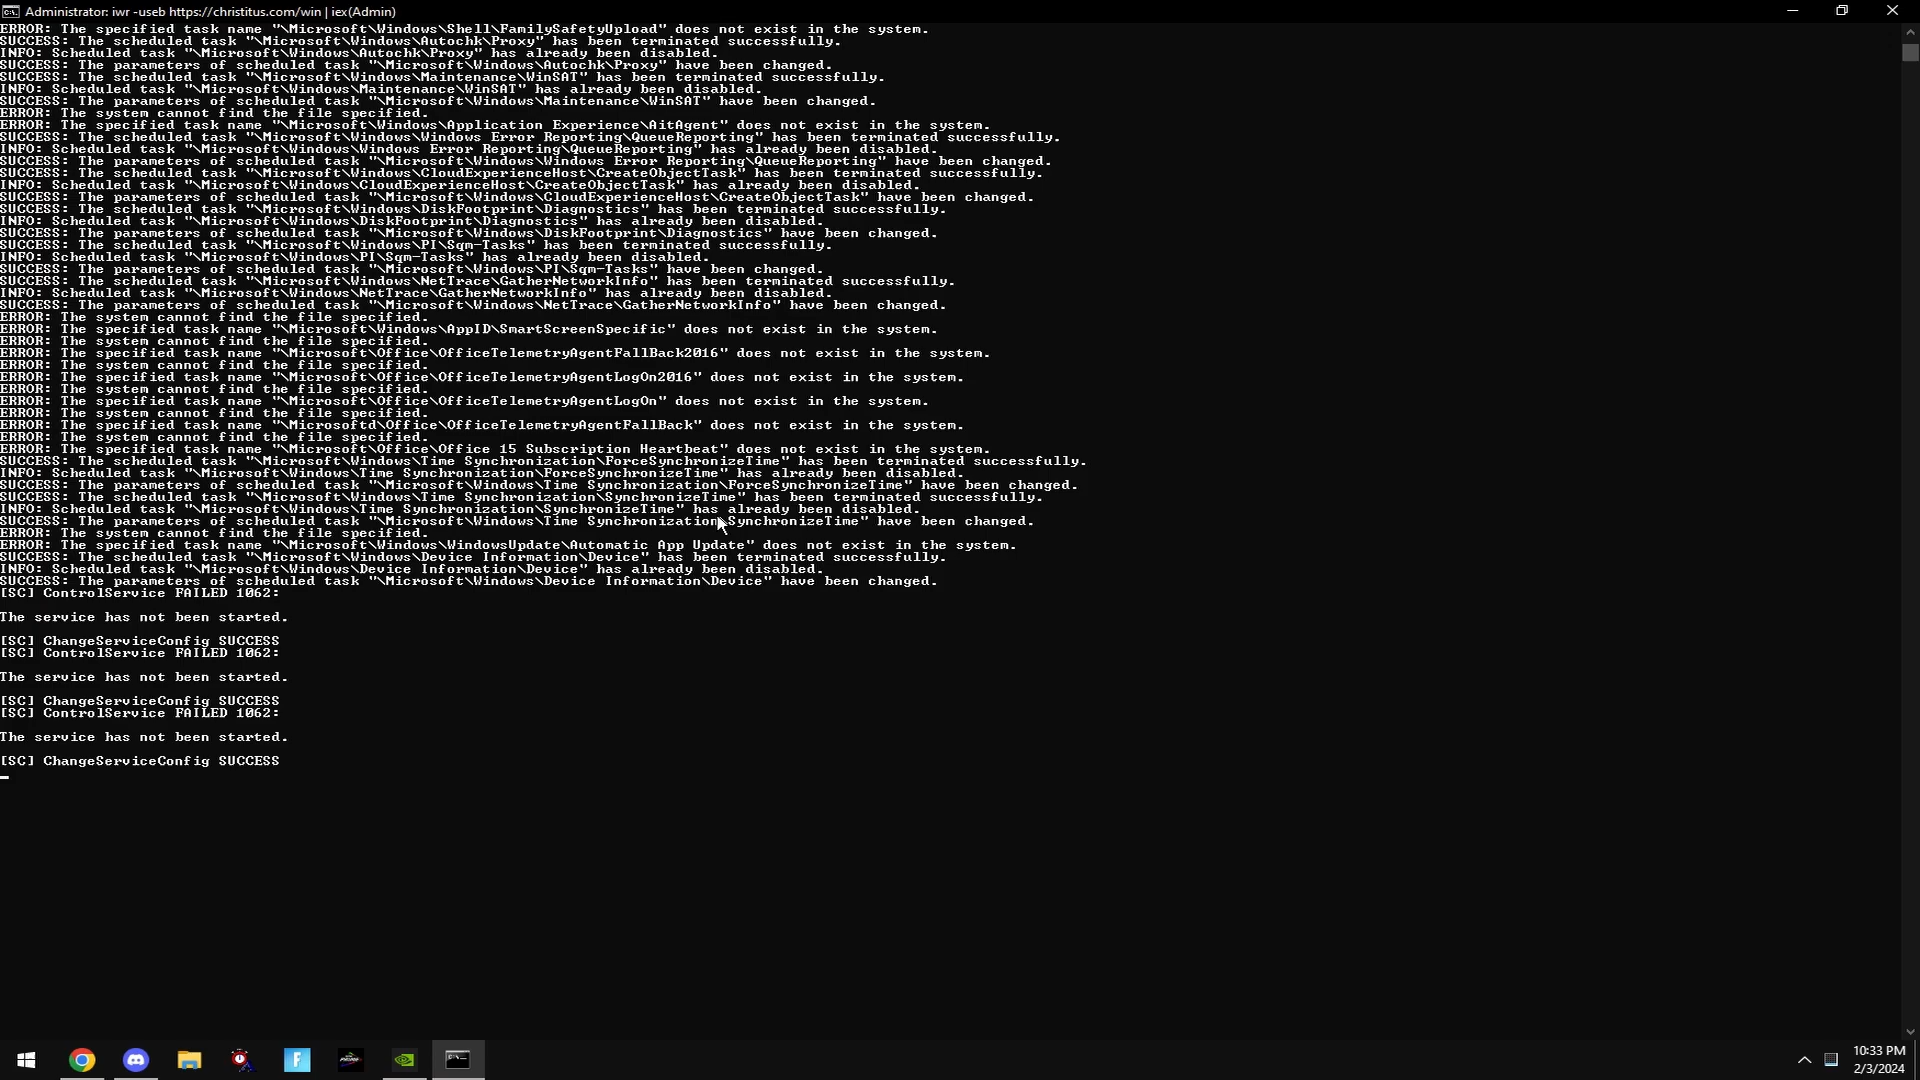 Administrator: iwr -useb https://christitus.com/win | iex(Admin)
ERROR: The specified task name "\Microsoft\Windows\Shell\FamilySafetyUpload" does not exist in the system.
SUCCESS: The scheduled task "\Microsoft\Windows\Autochk\Proxy" has been terminated successfully.
INFO: Scheduled task "\Microsoft\Windows\Autochk\Proxy" has already been disabled.
SUCCESS: The parameters of scheduled task "\Microsoft\Windows\Autochk\Proxy" have been changed.
SUCCESS: The scheduled task "\Microsoft\Windows\Maintenance\WinSAT" has been terminated successfully.
INFO: Scheduled task "\Microsoft\Windows\Maintenance\WinSAT" has already been disabled.
SUCCESS: The parameters of scheduled task "\Microsoft\Windows\Maintenance\WinSAT" have been changed.
ERROR: The system cannot find the file specified.
ERROR: The specified task name "\Microsoft\Windows\Application Experience\AitAgent" does not exist in the system.
SUCCESS: The scheduled task "\Microsoft\Windows\Windows Error Reporting\QueueReporting" has been terminated successfully.
INFO: Scheduled task "\Microsoft\Windows\Windows Error Reporting\QueueReporting" has already been disabled.
SUCCESS: The parameters of scheduled task "\Microsoft\Windows\Windows Error Reporting\QueueReporting" have been changed.
SUCCESS: The scheduled task "\Microsoft\Windows\CloudExperienceHost\CreateObjectTask" has been terminated successfully.
INFO: Scheduled task "\Microsoft\Windows\CloudExperienceHost\CreateObjectTask" has already been disabled.
SUCCESS: The parameters of scheduled task "\Microsoft\Windows\CloudExperienceHost\CreateObjectTask" have been changed.
SUCCESS: The scheduled task "\Microsoft\Windows\DiskFootprint\Diagnostics" has been terminated successfully.
INFO: Scheduled task "\Microsoft\Windows\DiskFootprint\Diagnostics" has already been disabled.
SUCCESS: The parameters of scheduled task "\Microsoft\Windows\DiskFootprint\Diagnostics" have been changed.
SUCCESS: The scheduled task "\Microsoft\Windows\PI\Sqm-Tasks" has been terminated successfully.
INFO: Scheduled task "\Microsoft\Windows\PI\Sqm-Tasks" has already been disabled.
SUCCESS: The parameters of scheduled task "\Microsoft\Windows\PI\Sqm-Tasks" have been changed.
SUCCESS: The scheduled task "\Microsoft\Windows\NetTrace\GatherNetworkInfo" has been terminated successfully.
INFO: Scheduled task "\Microsoft\Windows\NetTrace\GatherNetworkInfo" has already been disabled.
SUCCESS: The parameters of scheduled task "\Microsoft\Windows\NetTrace\GatherNetworkInfo" have been changed.
ERROR: The system cannot find the file specified.
ERROR: The specified task name "\Microsoft\Windows\AppID\SmartScreenSpecific" does not exist in the system.
ERROR: The system cannot find the file specified.
ERROR: The specified task name "\Microsoft\Office\OfficeTelemetryAgentFallBack2016" does not exist in the system.
ERROR: The system cannot find the file specified.
ERROR: The specified task name "\Microsoft\Office\OfficeTelemetryAgentLogOn2016" does not exist in the system.
ERROR: The system cannot find the file specified.
ERROR: The specified task name "\Microsoft\Office\OfficeTelemetryAgentLogOn" does not exist in the system.
ERROR: The system cannot find the file specified.
ERROR: The specified task name "\Microsoftd\Office\OfficeTelemetryAgentFallBack" does not exist in the system.
ERROR: The system cannot find the file specified.
ERROR: The specified task name "\Microsoft\Office\Office 15 Subscription Heartbeat" does not exist in the system.
SUCCESS: The scheduled task "\Microsoft\Windows\Time Synchronization\ForceSynchronizeTime" has been terminated successfully.
INFO: Scheduled task "\Microsoft\Windows\Time Synchronization\ForceSynchronizeTime" has already been disabled.
SUCCESS: The parameters of scheduled task "\Microsoft\Windows\Time Synchronization\ForceSynchronizeTime" have been changed.
SUCCESS: The scheduled task "\Microsoft\Windows\Time Synchronization\SynchronizeTime" has been terminated successfully.
INFO: Scheduled task "\Microsoft\Windows\Time Synchronization\SynchronizeTime" has already been disabled.
SUCCESS: The parameters of scheduled task "\Microsoft\Windows\Time Synchronization\SynchronizeTime" have been changed.
ERROR: The system cannot find the file specified.
ERROR: The specified task name "\Microsoft\Windows\WindowsUpdate\Automatic App Update" does not exist in the system.
SUCCESS: The scheduled task "\Microsoft\Windows\Device Information\Device" has been terminated successfully.
INFO: Scheduled task "\Microsoft\Windows\Device Information\Device" has already been disabled.
SUCCESS: The parameters of scheduled task "\Microsoft\Windows\Device Information\Device" have been changed.
[SC] ControlService FAILED 1062:
The service has not been started.
[SC] ChangeServiceConfig SUCCESS
[SC] ControlService FAILED 1062:
The service has not been started.
[SC] ChangeServiceConfig SUCCESS
[SC] ControlService FAILED 1062:
The service has not been started.
[SC] ChangeServiceConfig SUCCESS
10:33 PM
2/3/2024